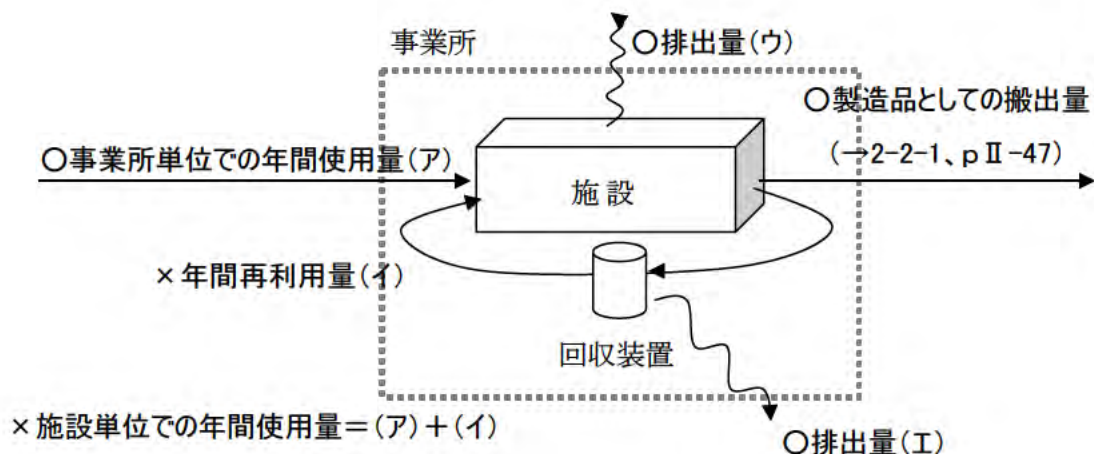 事業所
○排出量(ウ)
○製造品としての搬出量
(→2-2-1、pⅡ-47)
○事業所単位での年間使用量(ア)
施設
×年間再利用量(イ)
回収装置
×施設単位での年間使用量=(ア)+(イ)
○排出量(エ)